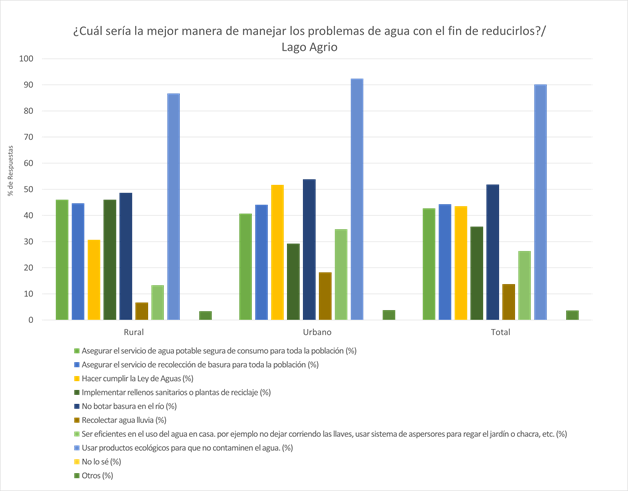 ¿Cuál sería la mejor manera de manejar los problemas de agua con el fin de reducirlos?/
Lago Agrio
100
90
80
70
60
50
40
30
20
10
0
% de Respuestas
Rural
Urbano
Total
Asegurar el servicio de agua potable segura de consumo para toda la población (%)
Asegurar el servicio de recolección de basura para toda la población (%)
Hacer cumplir la Ley de Aguas (%)
Implementar rellenos sanitarios o plantas de reciclaje (%)
No botar basura en el río (%)
Recolectar agua lluvia (%)
Ser eficientes en el uso del agua en casa. por ejemplo no dejar corriendo las llaves, usar sistema de aspersores para regar el jardín o chacra, etc. (%)
Usar productos ecológicos para que no contaminen el agua. (%)
No lo sé (%)
Otros (%)